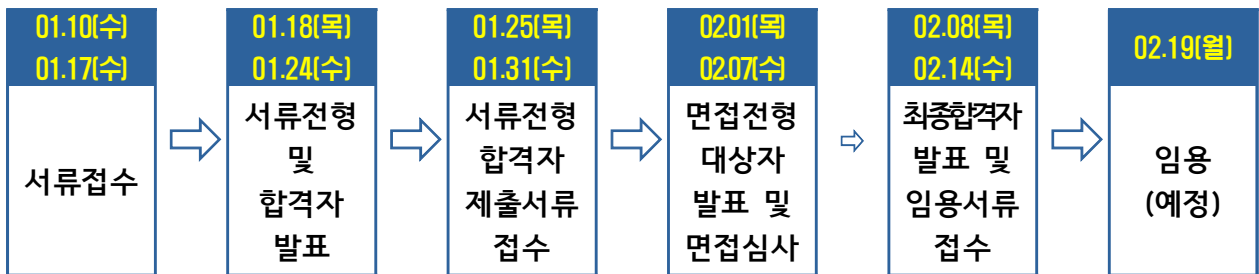 01.10(수)
01.17(수)
서류접수
01.18(목)
01.24(수)
서류전형
및
합격자
발표
01.25(목)
01.31(수)
서류전형
합격자
제출서류
접수
02.01(목)
02.07(수)
면접전형
대상자
발표 및
면접심사
02.08(목)
02.14(수)
최종합격자
발표 및
임용서류
접수
02.19(월)
임용
(예정)